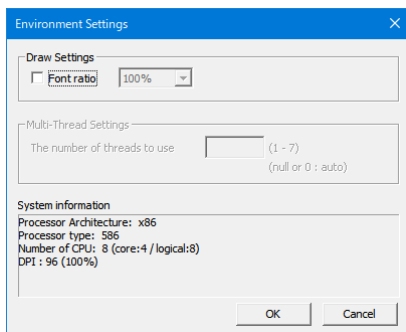 Environment Settings
Draw Settings
Font ratio 100%
Multi-Thread Settings
The number of threads to use (1 - 7)
(null or 0 : auto)
System information
Processor Architecture: x86
Processor type: 586
Number of CPU: 8 (core:4 / logical:8)
DPI : 96 (100%)
OK Cancel